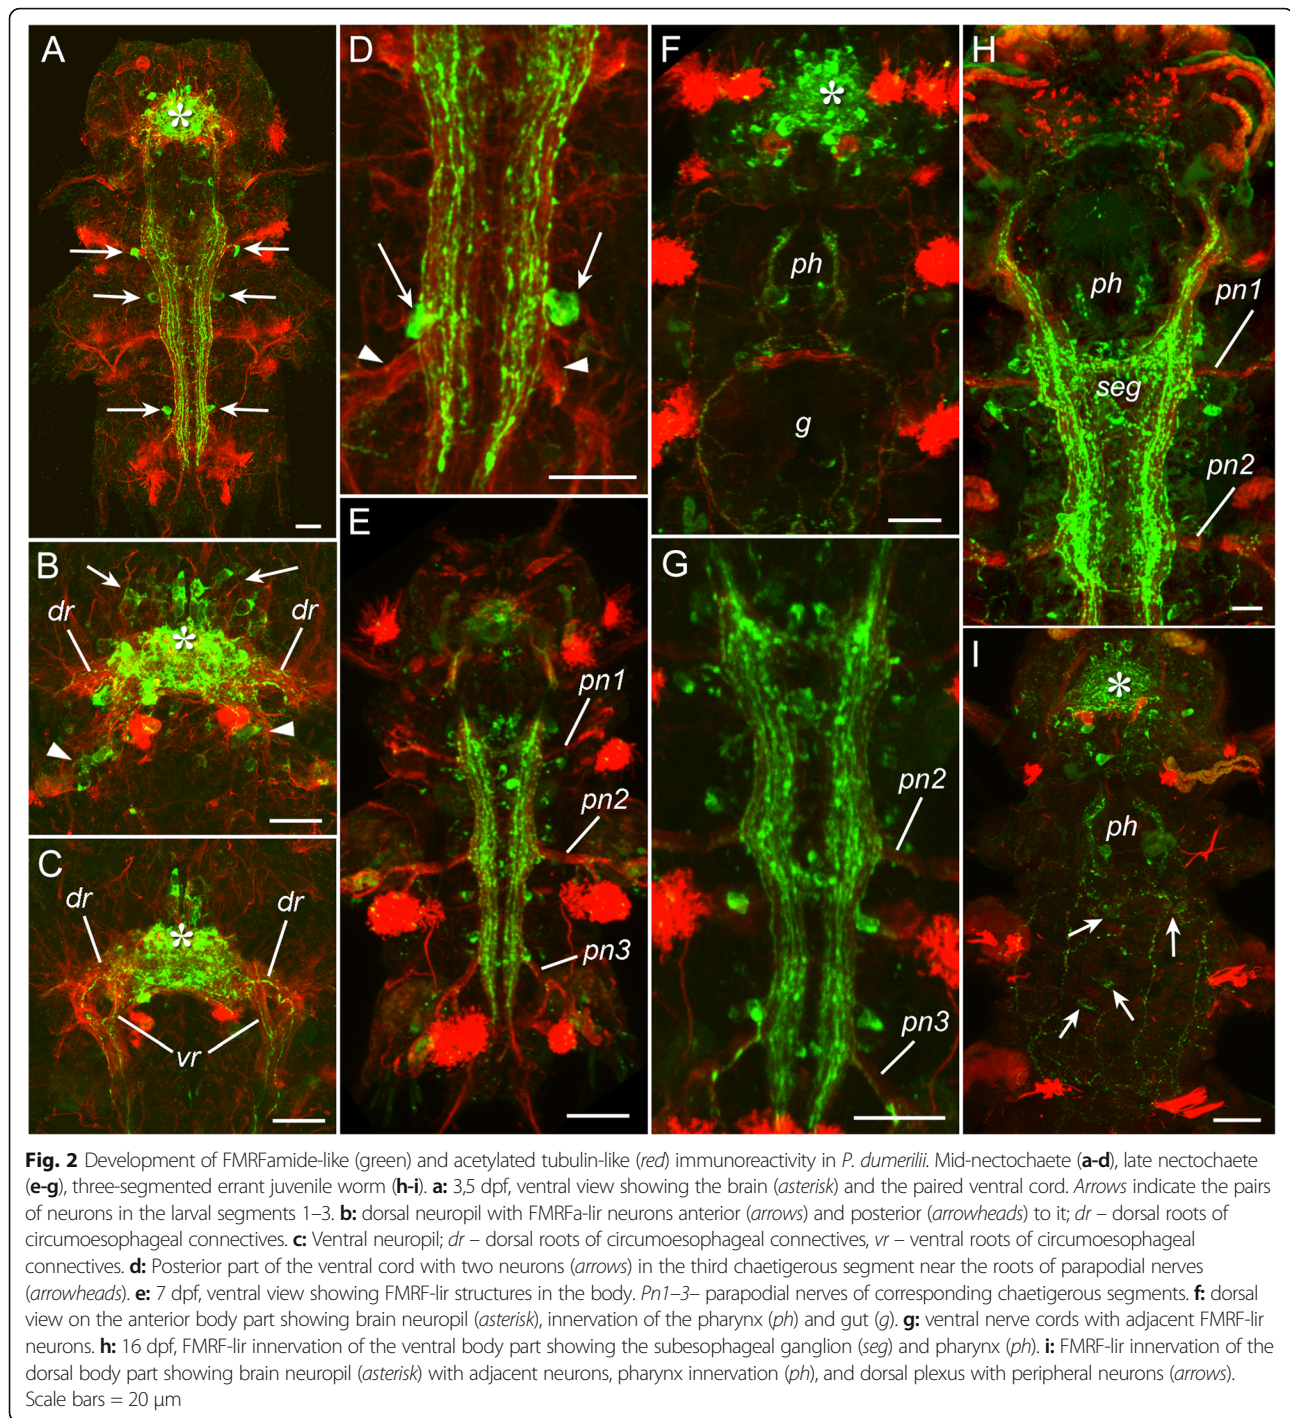 A
*
B
dr
dr
*
C
dr
dr
*
vr
D
E
pn1
pn2
pn3
F
*
ph
g
G
pn2
pn3
H
ph
pn1
seg
pn2
I
*
ph
Fig. 2 Development of FMRFamide-like (green) and acetylated tubulin-like (red) immunoreactivity in P. dumerilii. Mid-nectochaete (a-d), late nectochaete
(e-g), three-segmented errant juvenile worm (h-i). a: 3,5 dpf, ventral view showing the brain (asterisk) and the paired ventral cord. Arrows indicate the pairs
of neurons in the larval segments 1–3. b: dorsal neuropil with FMRFa-lir neurons anterior (arrows) and posterior (arrowheads) to it; dr – dorsal roots of
circumoesophageal connectives. c: Ventral neuropil; dr – dorsal roots of circumoesophageal connectives, vr – ventral roots of circumoesophageal
connectives. d: Posterior part of the ventral cord with two neurons (arrows) in the third chaetigerous segment near the roots of parapodial nerves
(arrowheads). e: 7 dpf, ventral view showing FMRF-lir structures in the body. Pn1–3– parapodial nerves of corresponding chaetigerous segments. f: dorsal
view on the anterior body part showing brain neuropil (asterisk), innervation of the pharynx (ph) and gut (g). g: ventral nerve cords with adjacent FMRF-lir
neurons. h: 16 dpf, FMRF-lir innervation of the ventral body part showing the subesophageal ganglion (seg) and pharynx (ph). i: FMRF-lir innervation of the
dorsal body part showing brain neuropil (asterisk) with adjacent neurons, pharynx innervation (ph), and dorsal plexus with peripheral neurons (arrows).
Scale bars = 20 μm